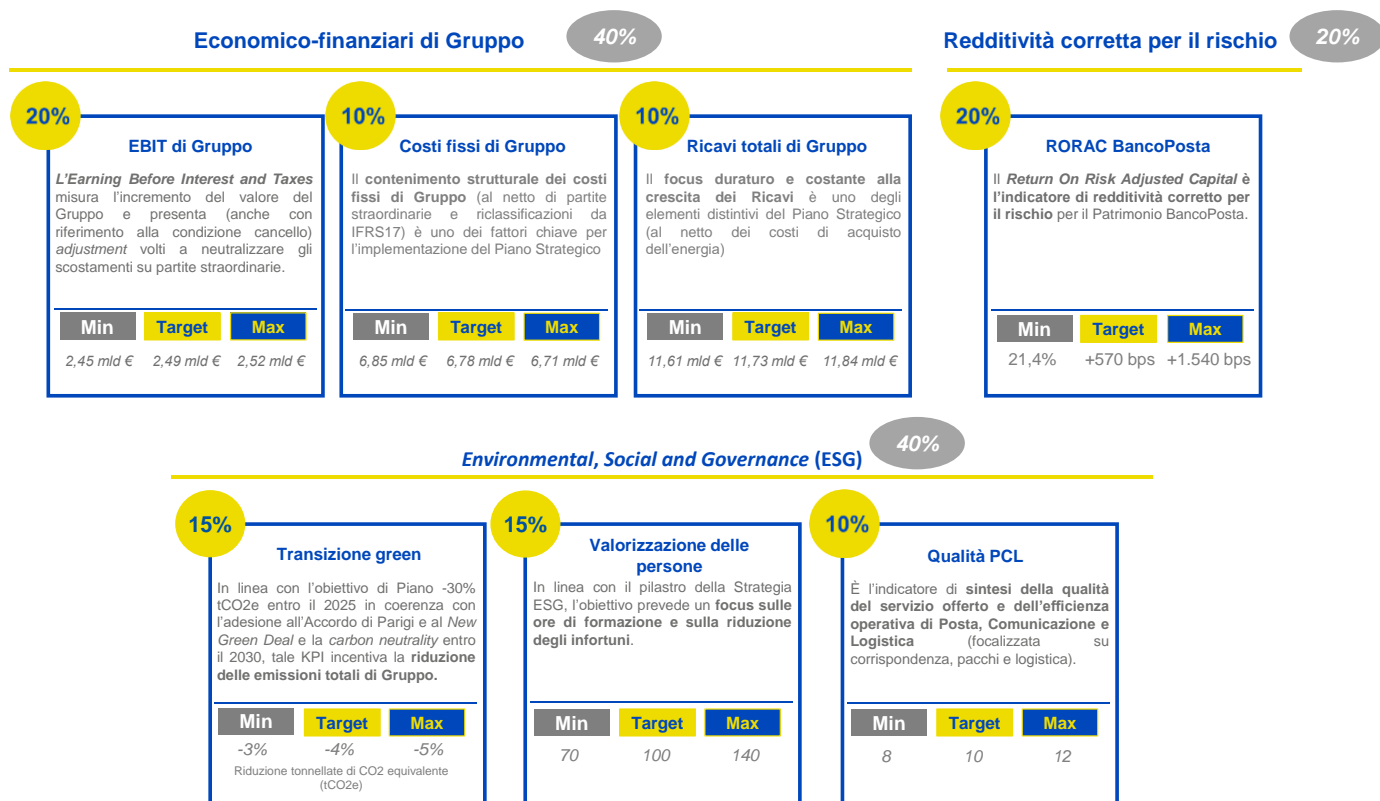 Economico-finanziari di Gruppo
40%
Redditività corretta per il rischio
20%
20%
EBIT di Gruppo
L'Earning Before Interest and Taxes
misura l'incremento del valore del
Gruppo e presenta (anche con
riferimento alla condizione cancello)
adjustment volti a neutralizzare gli
scostamenti su partite straordinarie.
Min Target Max
2,45 mld € 2,49 mld € 2,52 mld €
10%
Costi fissi di Gruppo
Il contenimento strutturale dei costi
fissi di Gruppo (al netto di partite
straordinarie e riclassificazioni da
IFRS17) è uno dei fattori chiave per
l'implementazione del Piano Strategico
Min Target Max
6,85 mld € 6,78 mld € 6,71 mld €
10%
Ricavi totali di Gruppo
Il focus duraturo e costante alla
crescita dei Ricavi è uno degli
elementi distintivi del Piano Strategico
(al netto dei costi di acquisto
dell'energia)
Min Target Max
11,61 mld € 11,73 mld € 11,84 mld €
20%
RORAC BancoPosta
Il Return On Risk Adjusted Capital è
l'indicatore di redditività corretto per
il rischio per il Patrimonio BancoPosta.
Min Target Max
21,4% +570 bps +1.540 bps
Environmental, Social and Governance (ESG)
40%
15%
Transizione green
In linea con l'obiettivo di Piano -30%
tCO2e entro il 2025 in coerenza con
l'adesione all'Accordo di Parigi e al New
Green Deal e la carbon neutrality entro
il 2030, tale KPI incentiva la riduzione
delle emissioni totali di Gruppo.
Min Target Max
-3% -4% -5%
Riduzione tonnellate di CO2 equivalente
(tCO2e)
15%
Valorizzazione delle
persone
In linea con il pilastro della Strategia
ESG, l'obiettivo prevede un focus sulle
ore di formazione e sulla riduzione
degli infortuni.
Min Target Max
70 100 140
10%
Qualità PCL
È l'indicatore di sintesi della qualità
del servizio offerto e dell'efficienza
operativa di Posta, Comunicazione e
Logistica (focalizzata su
corrispondenza, pacchi e logistica).
Min Target Max
8 10 12